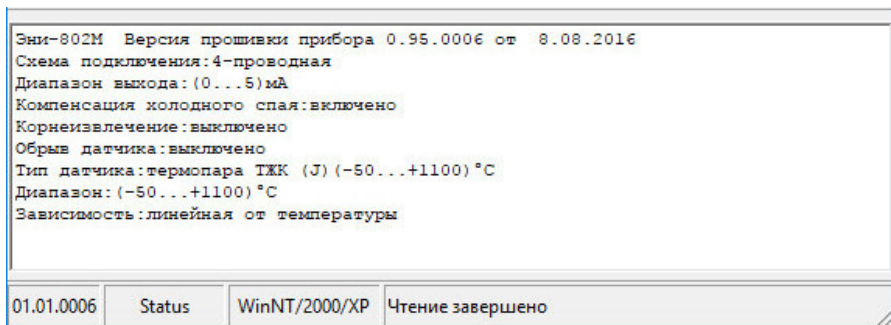 Эни-802М  Версия прошивки прибора 0.95.0006 от  8.08.2016
Схема подключения:4-проводная
Диапазон выхода:(0...5)мА
Компенсация холодного спая:включено
Корнеизвлечение:выключено
Обрыв датчика:выключено
Тип датчика:термопара ТЖК (J)(-50...+1100)°C
Диапазон:(-50...+1100)°C
Зависимость:линейная от температуры
01.01.0006 Status WinNT/2000/XP Чтение завершено